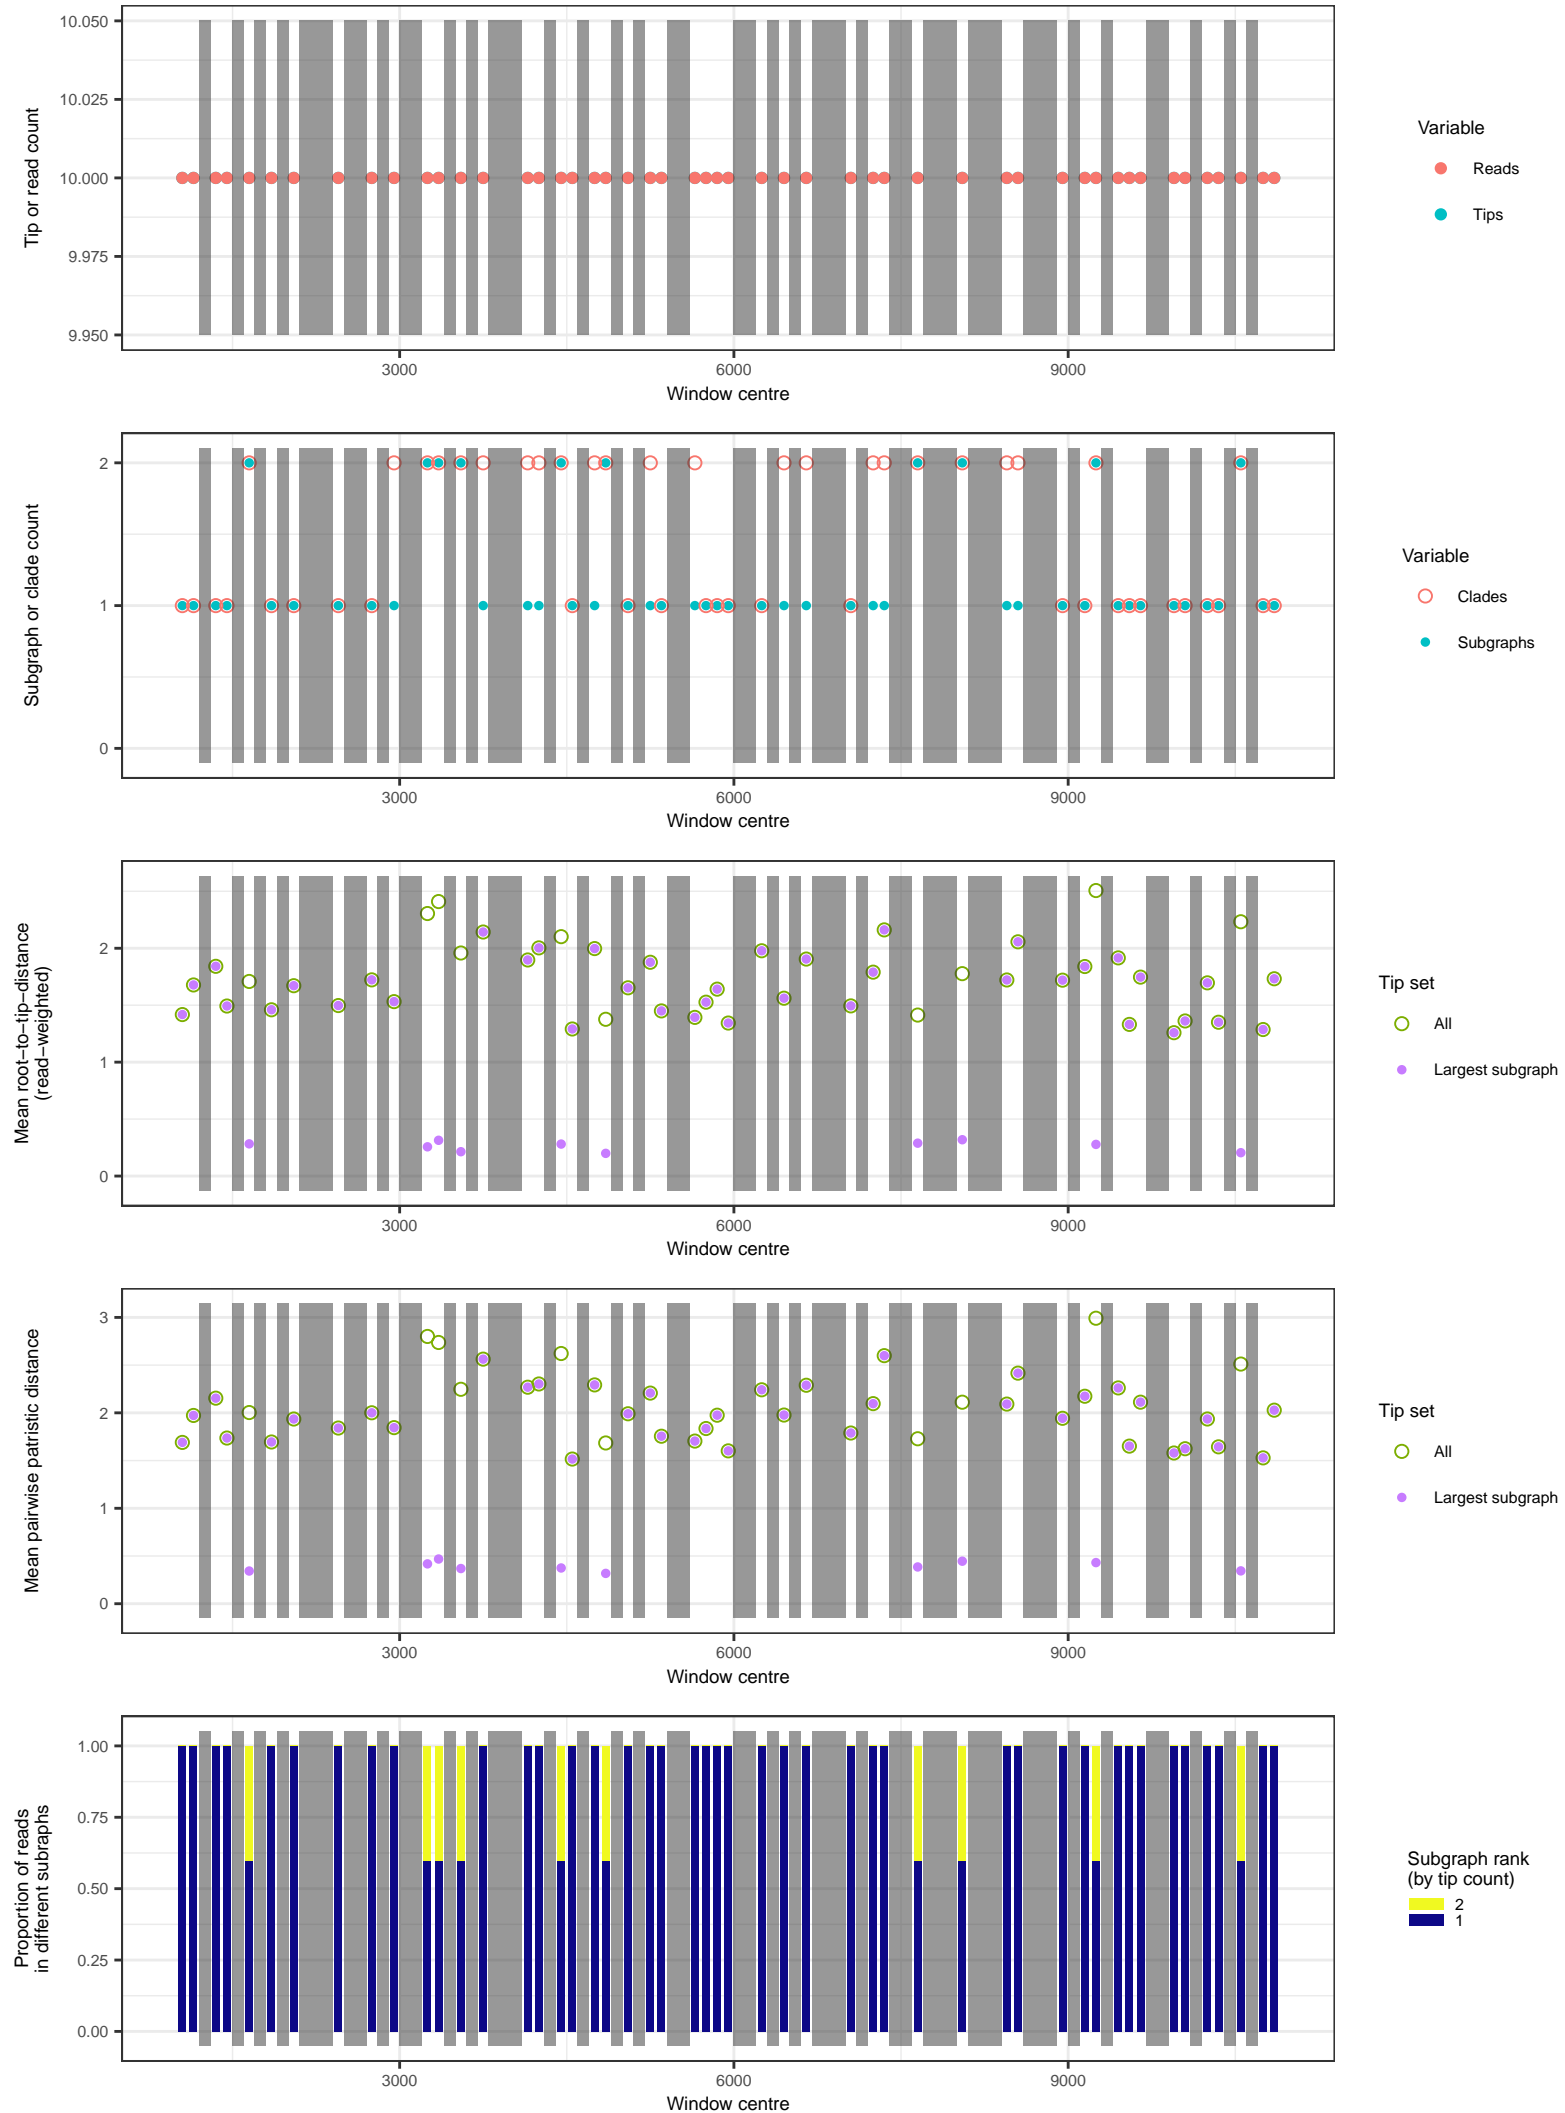 10.050
10.025
10.000
9.975
9.950
Tip or read count
3000
6000
9000
Window centre
Variable
Reads
Tips
2
1
0
Subgraph or clade count
3000
6000
9000
Window centre
Variable
Clades
Subgraphs
2
1
0
Mean root−to−tip−distance
(read−weighted)
3000
6000
9000
Window centre
Tip set
All
Largest subgraph
3
2
1
0
Mean pairwise patristic distance
3000
6000
9000
Window centre
Tip set
All
Largest subgraph
1.00
0.75
0.50
0.25
0.00
Proportion of reads
in different subraphs
3000
6000
9000
Window centre
Subgraph rank
(by tip count)
2
1